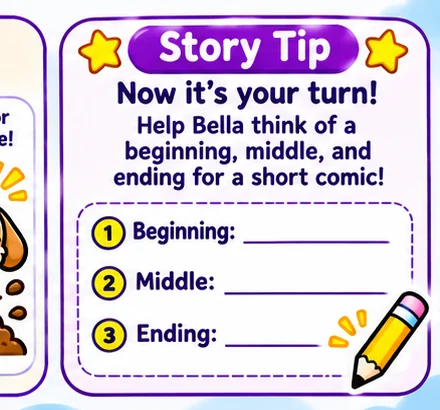 Story Tip
Now it's your turn!
Help Bella think of a
beginning, middle, and
ending for a short comic!
1 Beginning:
2 Middle:
3 Ending: